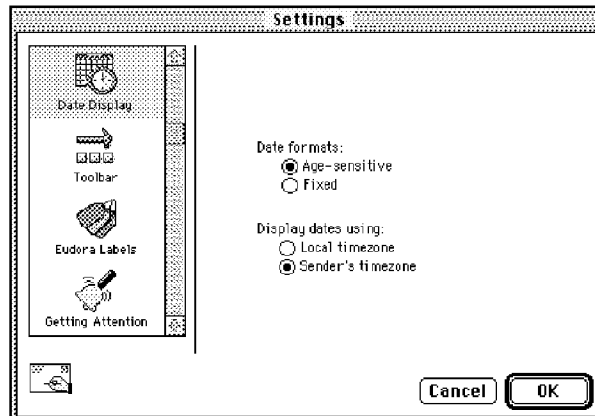 Settings
Date Display
Toolbar
Eudora Labels
Getting Attention
Date formats:
Age-sensitive
Fixed
Display dates using:
Local timezone
Sender's timezone
Cancel
OK